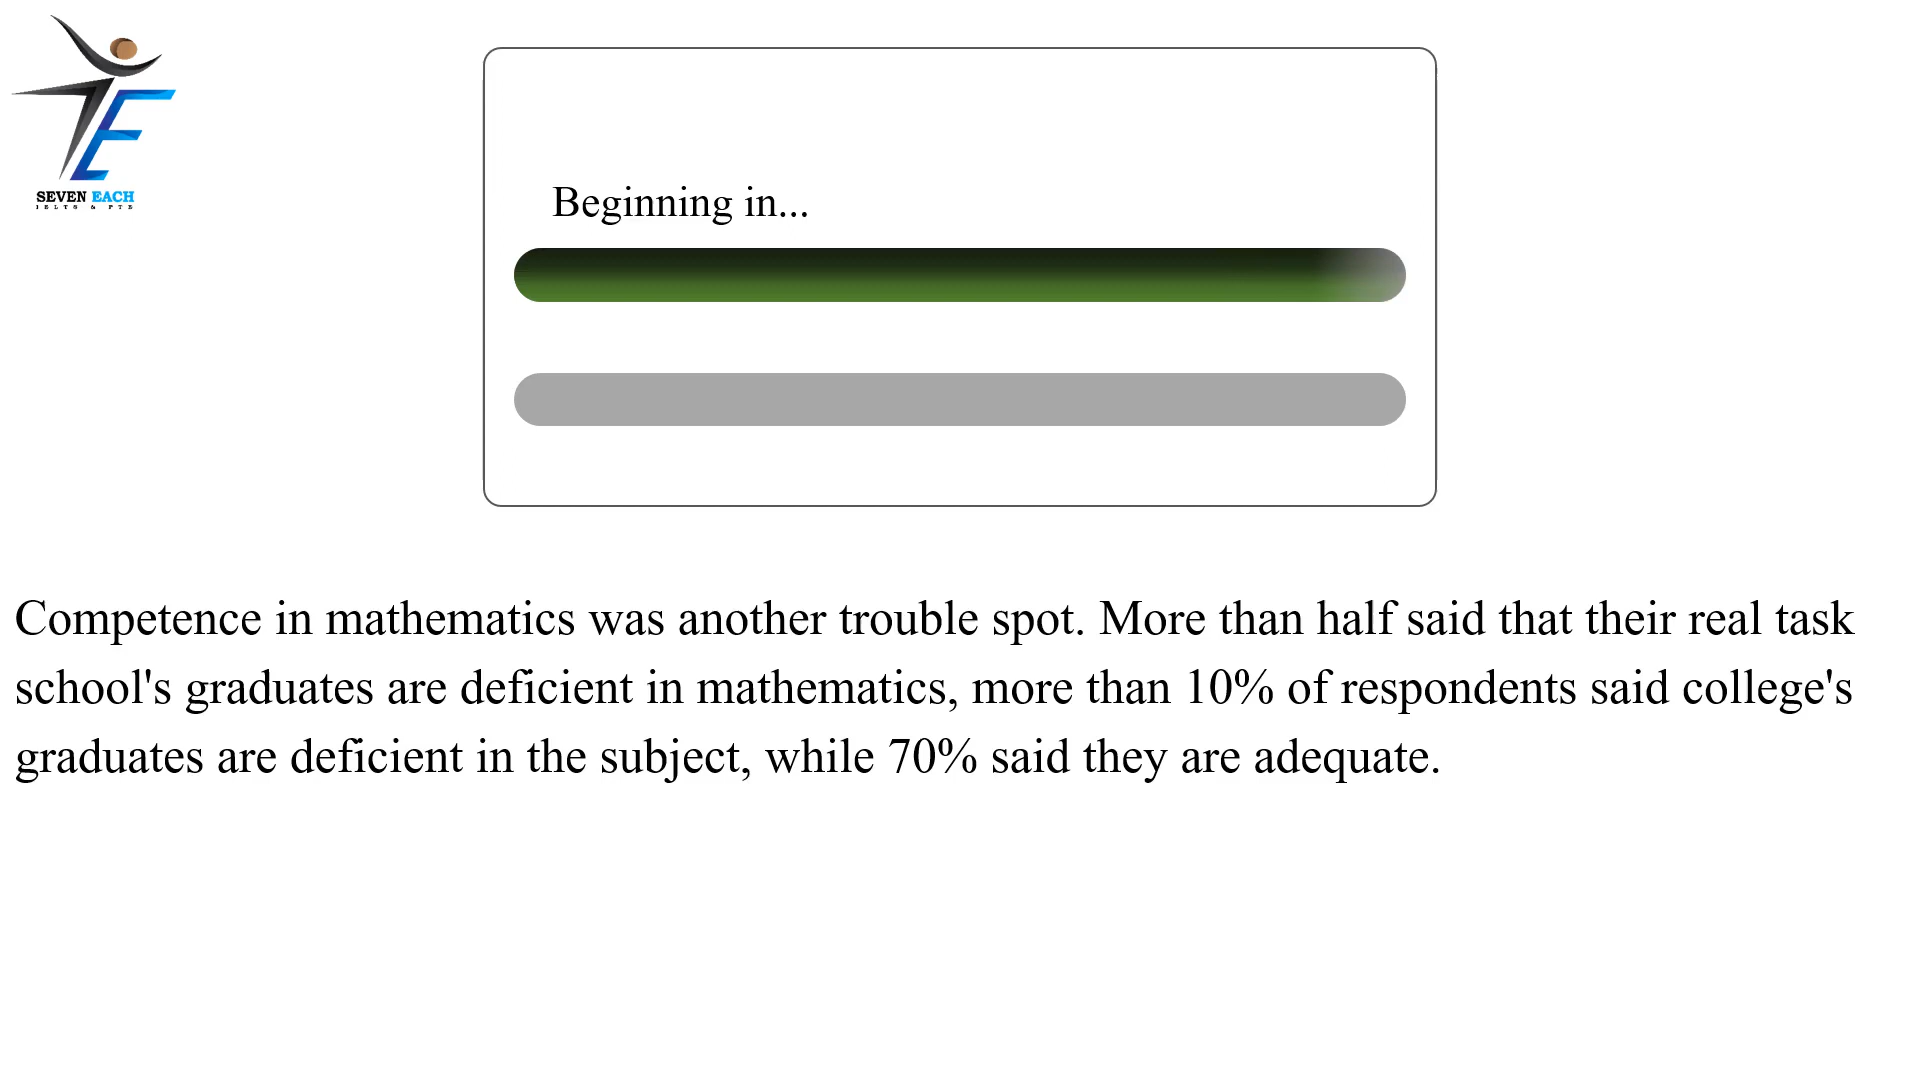 SEVEN EACH
IELTS & PTE
Beginning in...
Competence in mathematics was another trouble spot. More than half said that their real task
school's graduates are deficient in mathematics, more than 10% of respondents said college's
graduates are deficient in the subject, while 70% said they are adequate.